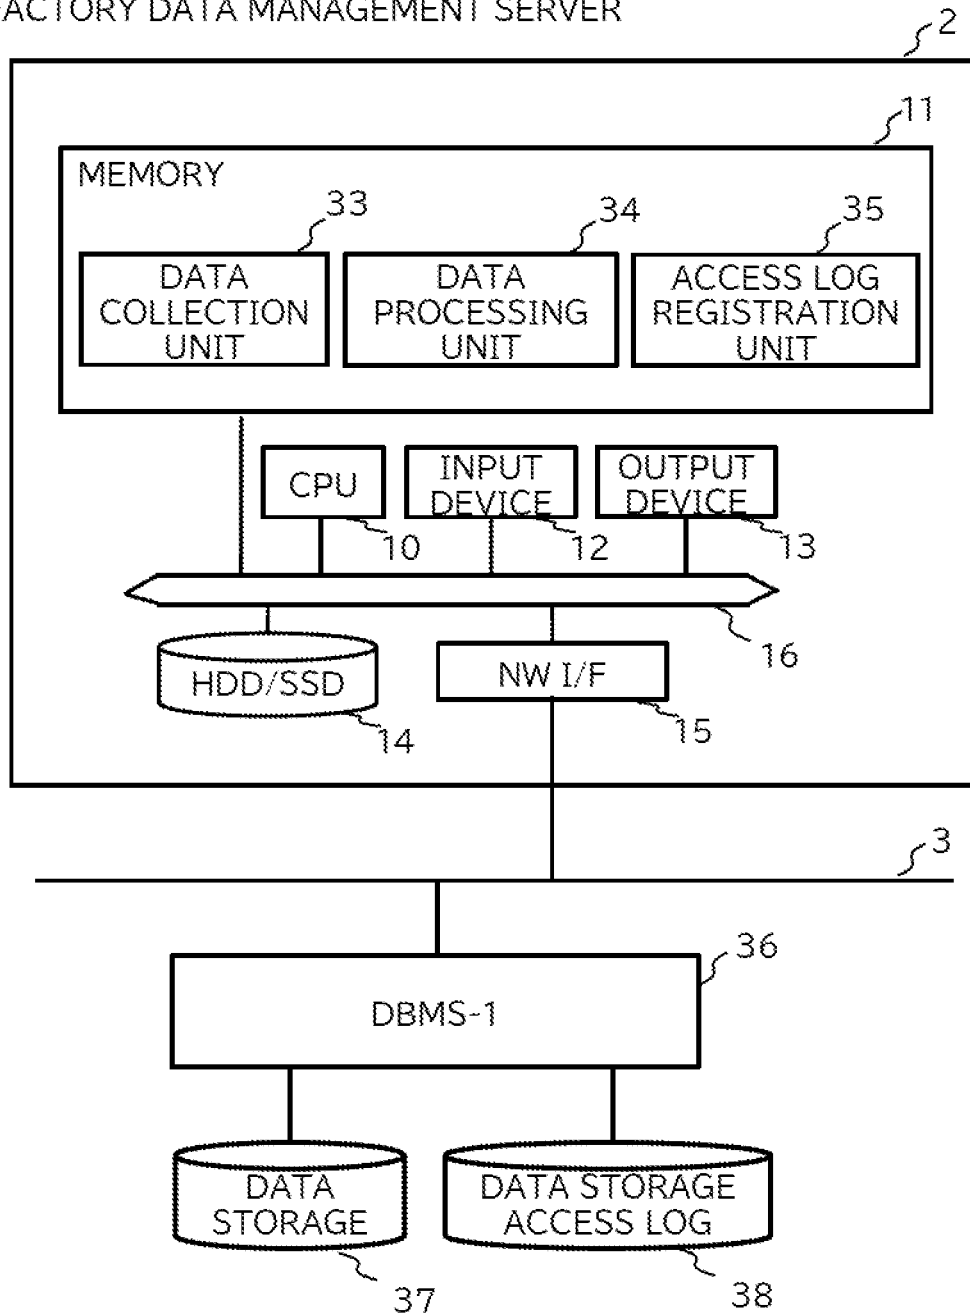 FACTORY DATA MANAGEMENT SERVER
2
11
MEMORY
33
34
35
DATA
COLLECTION
UNIT
DATA
PROCESSING
UNIT
ACCESS LOG
REGISTRATION
UNIT
CPU
INPUT
DEVICE
OUTPUT
DEVICE
10
12
13
16
HDD/SSD
NW I/F
14
15
3
36
DBMS-1
DATA
STORAGE
DATA STORAGE
ACCESS LOG
37
38